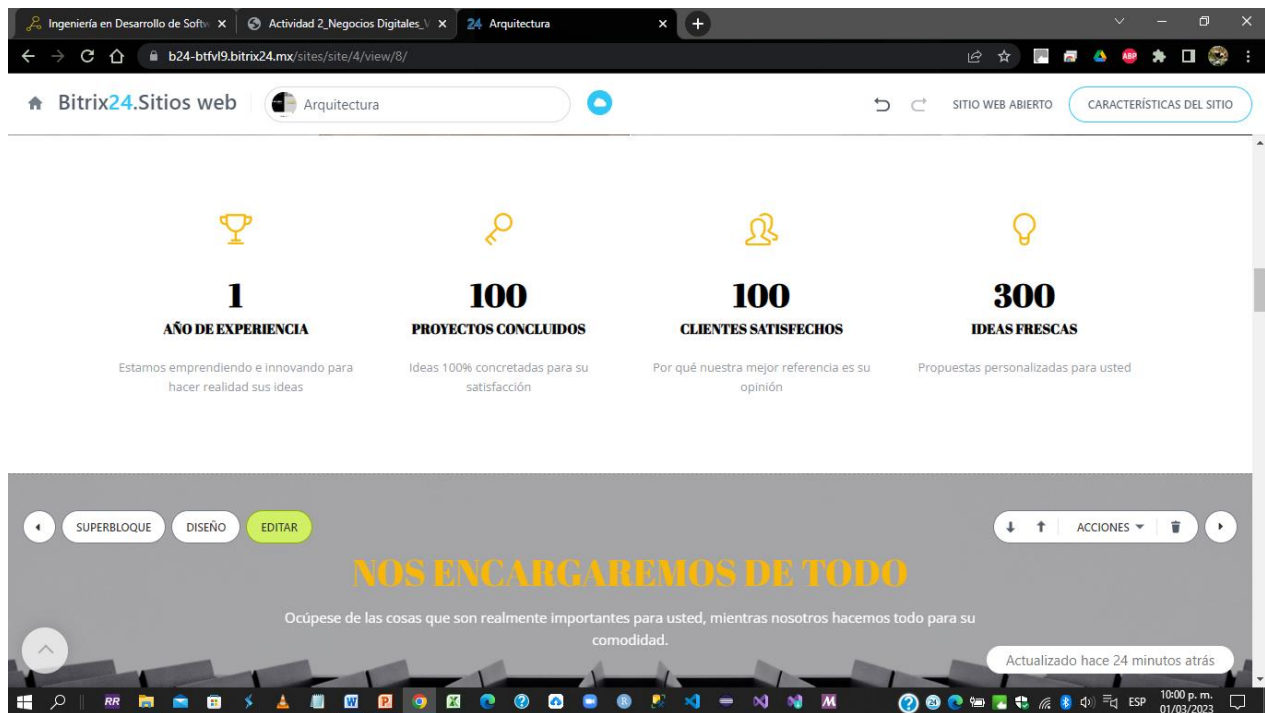 Ingeniería en Desarrollo de Softw
Actividad 2_Negocios Digitales_V
24 Arquitectura
b24-btfvl9.bitrix24.mx/sites/site/4/view/8/
ABP
Bitrix24.Sitios web
Arquitectura
SITIO WEB ABIERTO
CARACTERÍSTICAS DEL SITIO
1
100
100
300
AÑO DE EXPERIENCIA
PROYECTOS CONCLUIDOS
CLIENTES SATISFECHOS
IDEAS FRESCAS
Estamos emprendiendo e innovando para
hacer realidad sus ideas
Ideas 100% concretadas para su
satisfacción
Por qué nuestra mejor referencia es su
opinión
Propuestas personalizadas para usted
SUPERBLOQUE
DISEÑO
EDITAR
ACCIONES
NOS ENCARGAREMOS DE TODO
Ocúpese de las cosas que son realmente importantes para usted, mientras nosotros hacemos todo para su
comodidad.
Actualizado hace 24 minutos atrás
RR
ESP
10:00 p. m.
01/03/2023